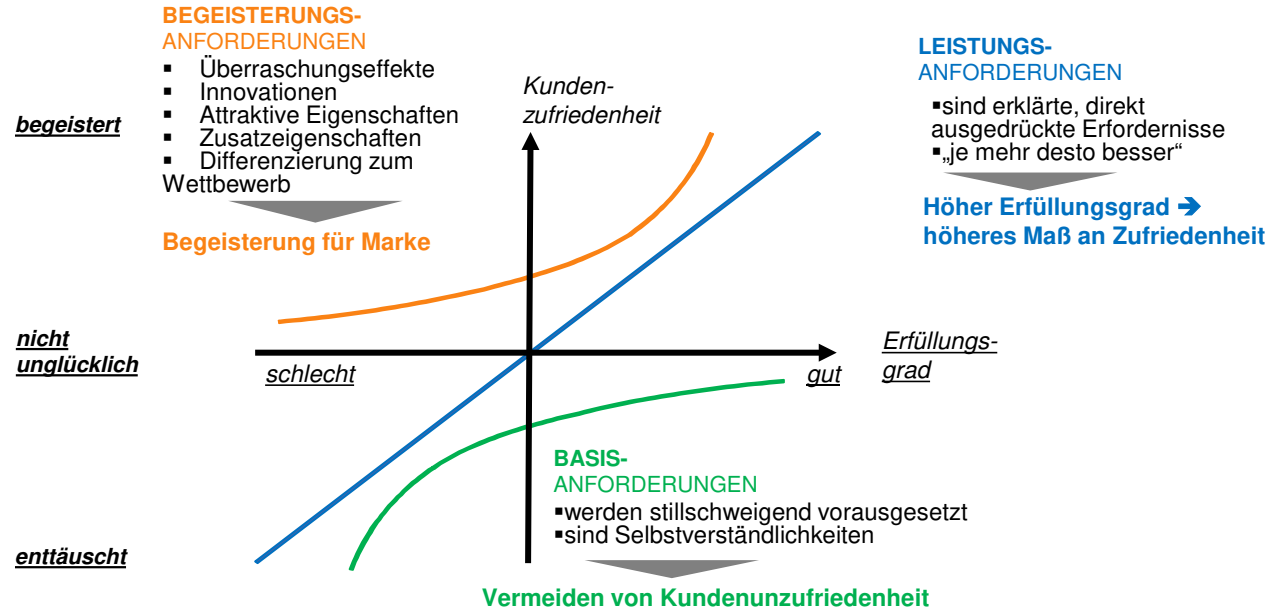 BEGEISTERUNGS-
ANFORDERUNGEN
▪ Überraschungseffekte
▪ Innovationen
▪ Attraktive Eigenschaften
▪ Zusatzeigenschaften
▪ Differenzierung zum
Wettbewerb
Begeisterung für Marke
Kunden-
zufriedenheit
LEISTUNGS-
ANFORDERUNGEN
▪sind erklärte, direkt
ausgedrückte Erfordernisse
▪„je mehr desto besser“
Höher Erfüllungsgrad ➔
höheres Maß an Zufriedenheit
begeistert
nicht
unglücklich
enttäuscht
schlecht
gut
Erfüllungs-
grad
BASIS-
ANFORDERUNGEN
▪werden stillschweigend vorausgesetzt
▪sind Selbstverständlichkeiten
Vermeiden von Kundenunzufriedenheit